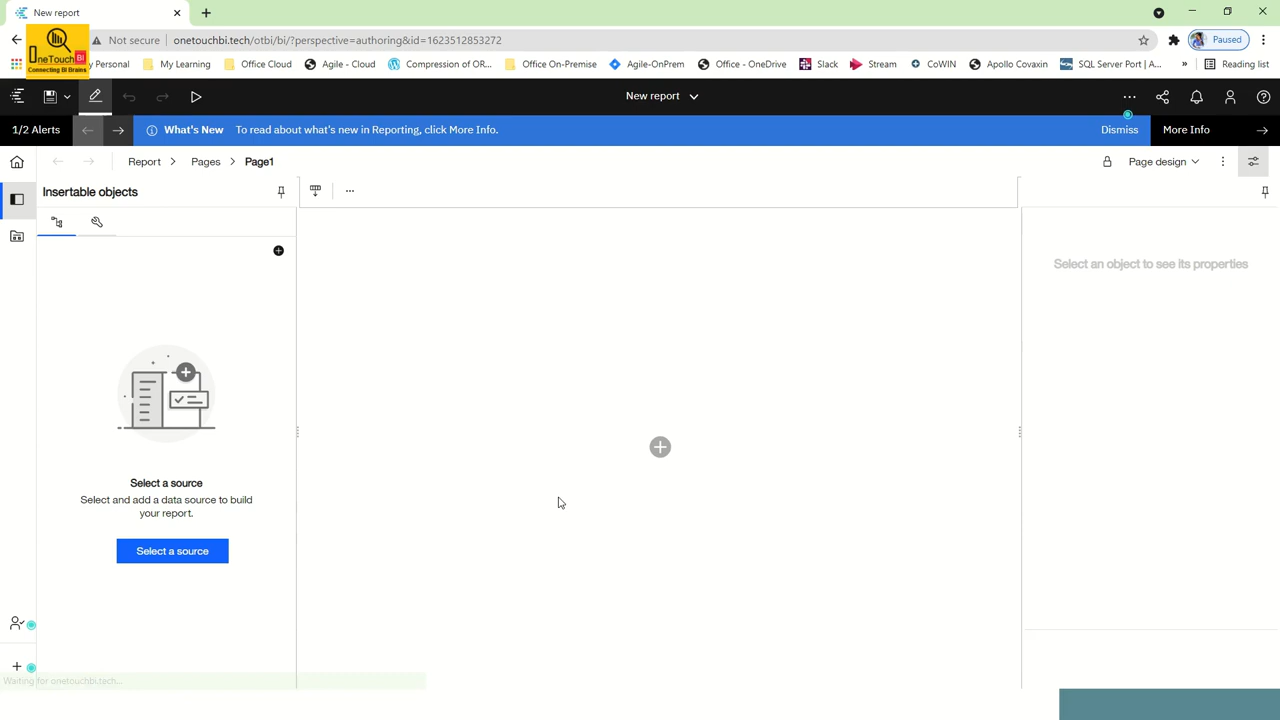 New report
Not secure
onetouchbi.tech/otbi/bi/?perspective=authoring&id=1623512853272
Paused
OneTouch BI
Connecting BI Brains
Personal
My Learning
Office Cloud
Agile - Cloud
Compression of OR...
Office On-Premise
Agile-OnPrem
Office - OneDrive
Slack
Stream
CoWIN
Apollo Covaxin
SQL Server Port | A...
»
Reading list
New report
1/2 Alerts
What's New
To read about what's new in Reporting, click More Info.
Dismiss
More Info
Report
Pages
Page1
Page design
Insertable objects
Select an object to see its properties
Select a source
Select and add a data source to build
your report.
Select a source
Waiting for onetouchbi.tech...